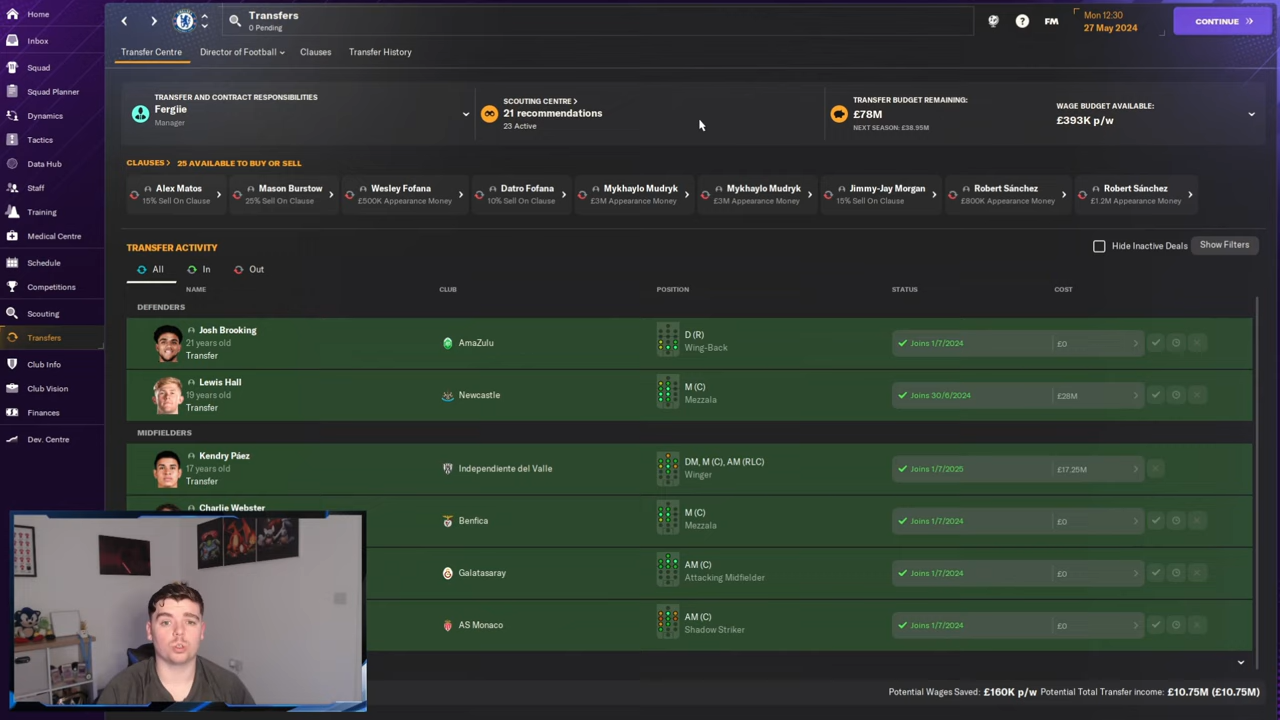 Home
Inbox
Squad
Squad Planner
Dynamics
Tactics
Data Hub
Staff
Training
Medical Centre
Schedule
Competitions
Scouting
Transfers
Club Info
Club Vision
Finances
Dev. Centre
Transfers
0 Pending
FM
Mon 12:30
27 May 2024
CONTINUE
Transfer Centre
Director of Football
Clauses
Transfer History
TRANSFER AND CONTRACT RESPONSIBILITIES
Fergiie
Manager
SCOUTING CENTRE >
21 recommendations
23 Active
TRANSFER BUDGET REMAINING:
£78M
NEXT SEASON: £38.95M
WAGE BUDGET AVAILABLE:
£393K p/w
CLAUSES > 25 AVAILABLE TO BUY OR SELL
Alex Matos
15% Sell On Clause
Mason Burstow
25% Sell On Clause
Wesley Fofana
£500K Appearance Money
Datro Fofana
10% Sell On Clause
Mykhaylo Mudryk
£3M Appearance Money
Mykhaylo Mudryk
£3M Appearance Money
Jimmy-Jay Morgan
15% Sell On Clause
Robert Sánchez
£800K Appearance Money
Robert Sánchez
£1.2M Appearance Money
TRANSFER ACTIVITY
Hide Inactive Deals
Show Filters
All
In
Out
NAME CLUB POSITION STATUS COST
DEFENDERS
Josh Brooking
21 years old
Transfer
AmaZulu
D (R)
Wing-Back
Joins 1/7/2024
£0
Lewis Hall
19 years old
Transfer
Newcastle
M (C)
Mezzala
Joins 30/6/2024
£28M
MIDFIELDERS
Kendry Páez
17 years old
Transfer
Independiente del Valle
DM, M (C), AM (RLC)
Winger
Joins 1/7/2025
£17.25M
Charlie Webster
Benfica
M (C)
Mezzala
Joins 1/7/2024
£0
Galatasaray
AM (C)
Attacking Midfielder
Joins 1/7/2024
£0
AS Monaco
AM (C)
Shadow Striker
Joins 1/7/2024
£0
Potential Wages Saved: £160K p/w Potential Total Transfer income: £10.75M (£10.75M)